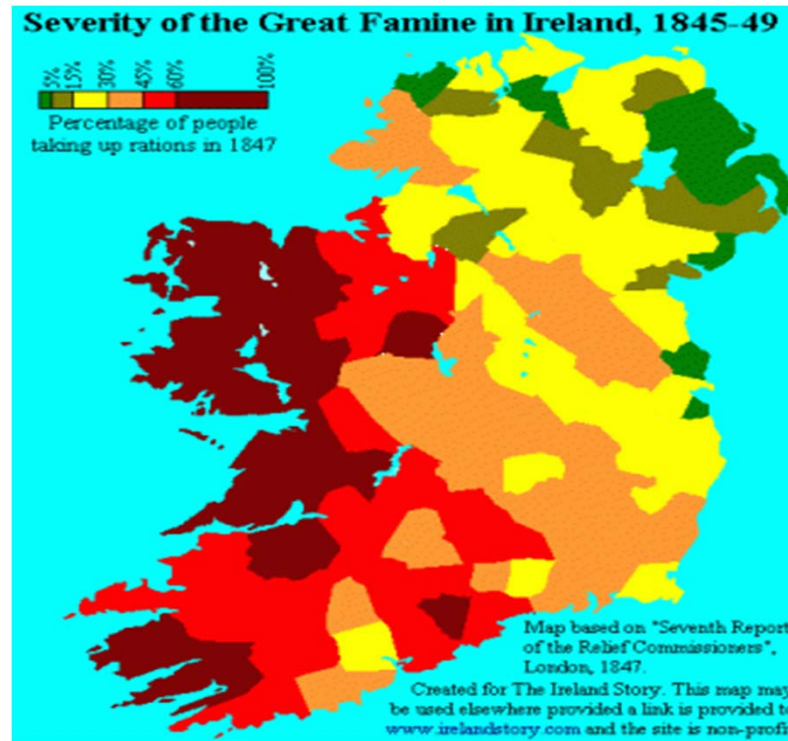 Severity of the Great Famine in Ireland, 1845-49
5% 15% 30% 45% 60% 100%
Percentage of people
taking up rations in 1847
Map based on "Seventh Report
of the Relief Commissioners",
London, 1847.
Created for The Ireland Story. This map may
be used elsewhere provided a link is provided to
www.irelandstory.com and the site is non-profit